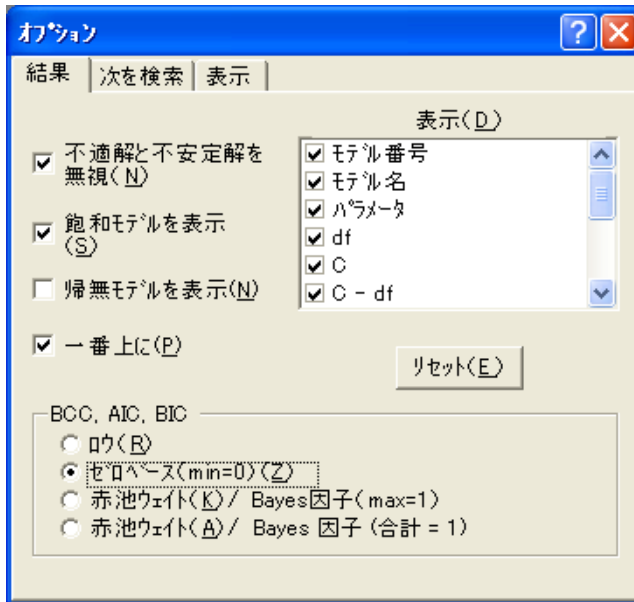 オプション
結果
次を検索
表示
表示(D)
不適解と不安定解を
無視(N)
飽和モデルを表示
(S)
帰無モデルを表示(N)
一番上に(P)
モデル番号
モデル名
パラメータ
df
C
C - df
リセット(E)
BCC, AIC, BIC
ロウ(R)
ゼロベース(min=0)(Z)
赤池ウェイト(K)/ Bayes因子(max=1)
赤池ウェイト(A)/ Bayes 因子 (合計 = 1)